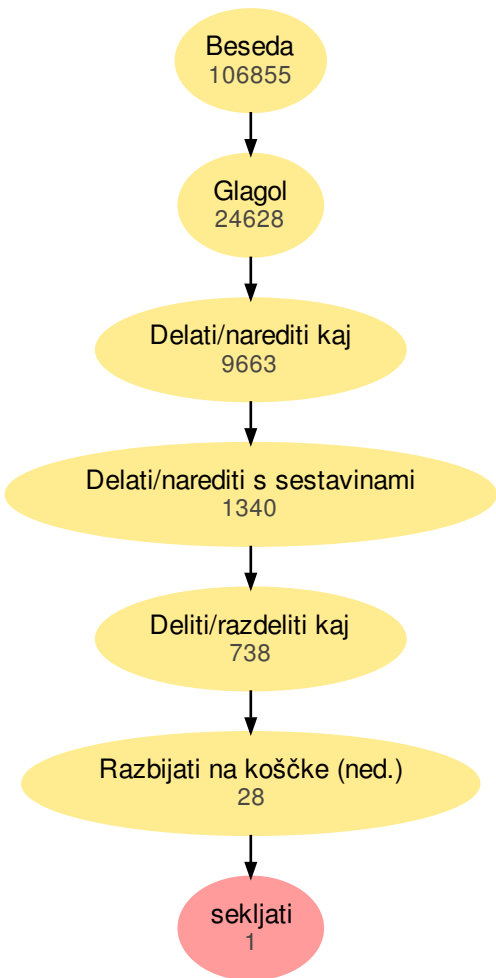 Beseda
106855
Glagol
24628
Delati/narediti kaj
9663
Delati/narediti s sestavinami
1340
Deliti/razdeliti kaj
738
Razbijati na koščke (ned.)
28
sekljati
1